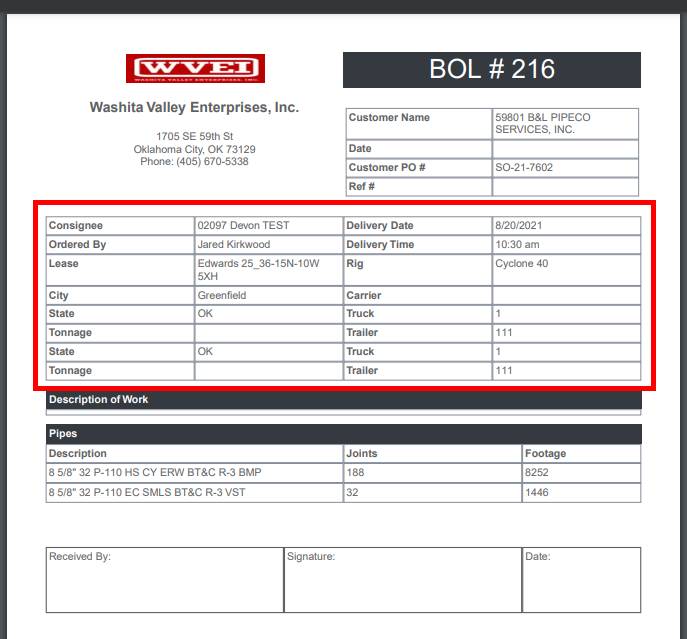 WVEI
WASHITA VALLEY ENTERPRISES, INC.
BOL # 216
Washita Valley Enterprises, Inc.
1705 SE 59th St
Oklahoma City, OK 73129
Phone: (405) 670-5338
Customer Name 59801 B&L PIPECO
SERVICES, INC.
Date
Customer PO # SO-21-7602
Ref #
Consignee 02097 Devon TEST Delivery Date 8/20/2021
Ordered By Jared Kirkwood Delivery Time 10:30 am
Lease Edwards 25_36-15N-10W Rig Cyclone 40
5XH
City Greenfield Carrier
State OK Truck 1
Tonnage Trailer 111
State OK Truck 1
Tonnage Trailer 111
Description of Work
Pipes
Description Joints Footage
8 5/8" 32 P-110 HS CY ERW BT&C R-3 BMP 188 8252
8 5/8" 32 P-110 EC SMLS BT&C R-3 VST 32 1446
Received By: Signature: Date: